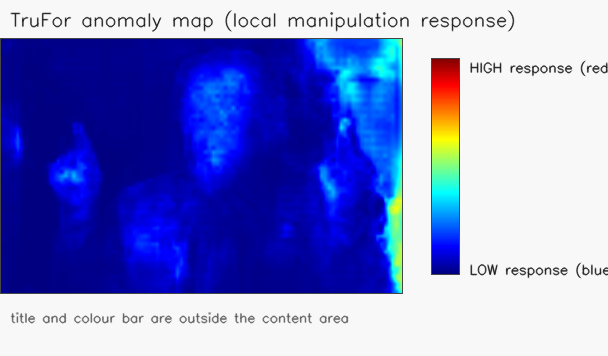 TruFor anomaly map (local manipulation response)
HIGH response (red
LOW response (blue
title and colour bar are outside the content area